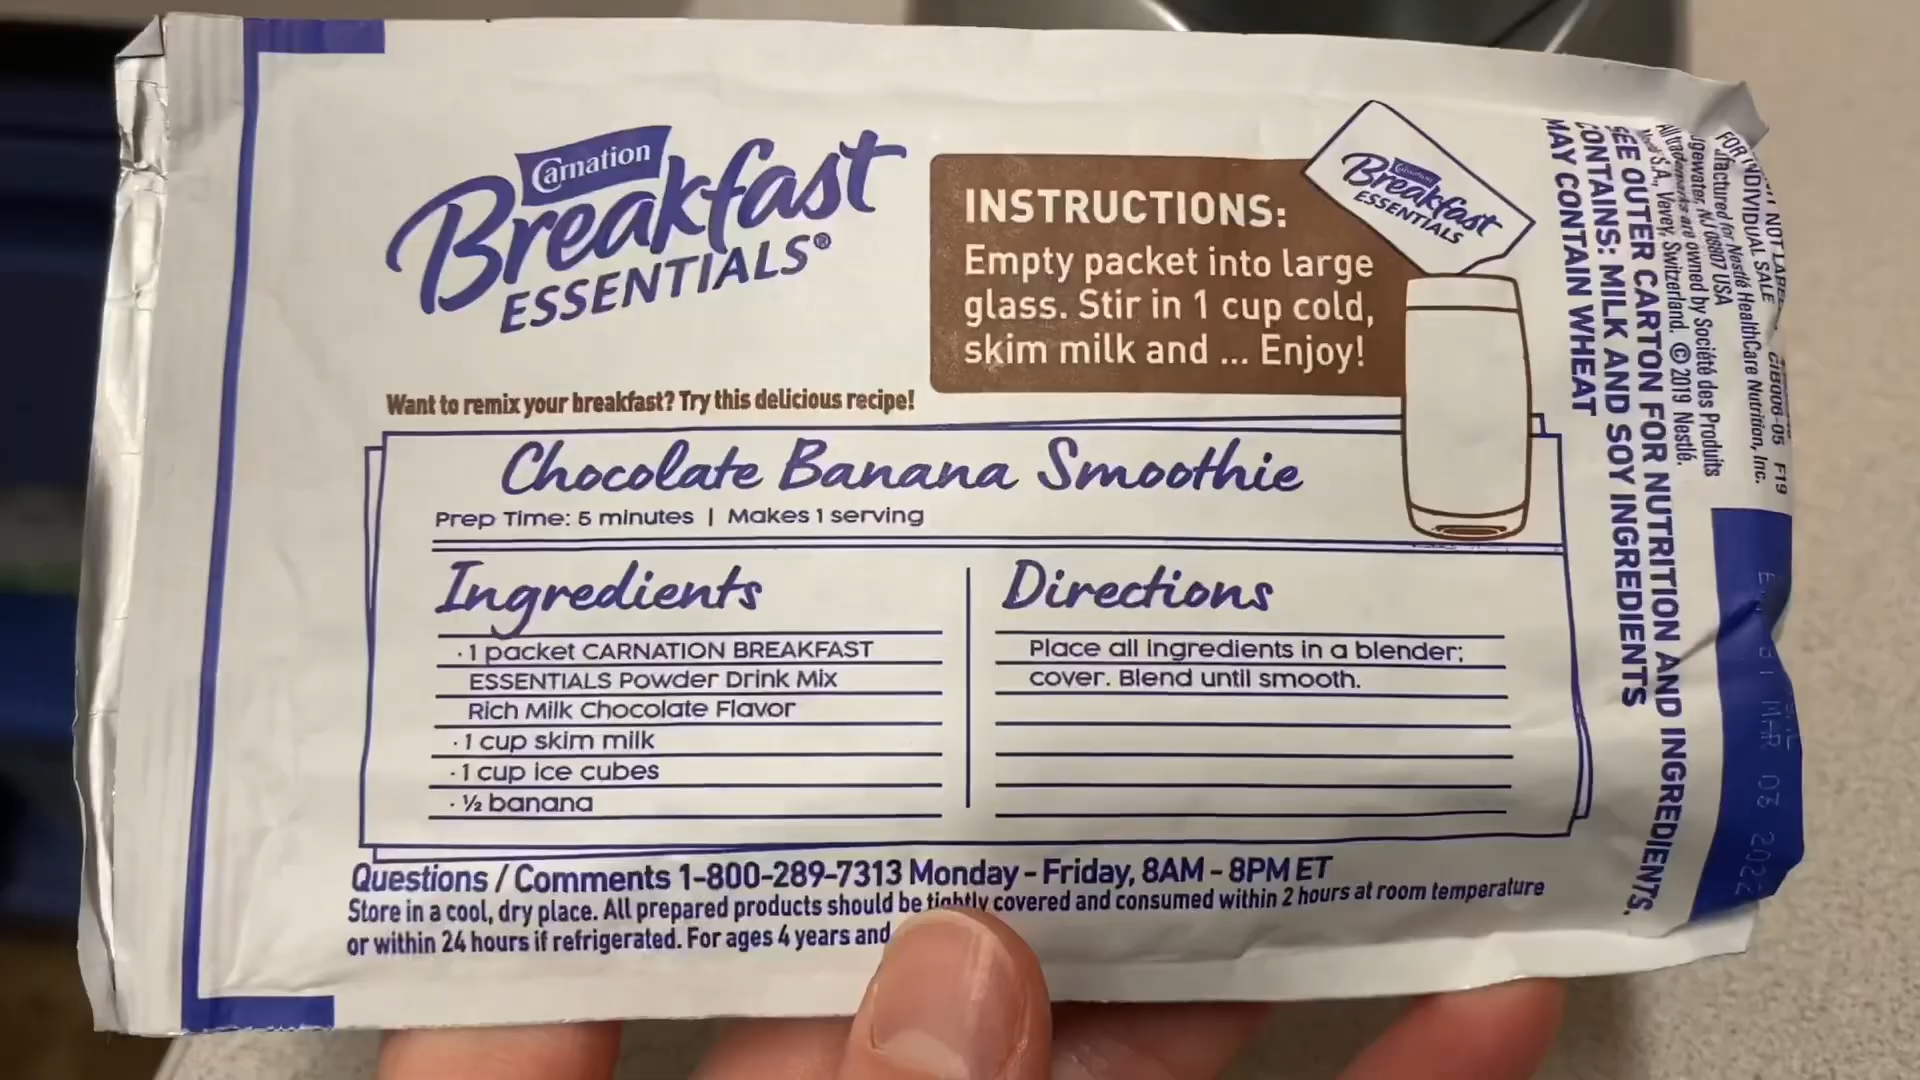 Carnation
Breakfast
ESSENTIALS®
INSTRUCTIONS:
Empty packet into large
glass. Stir in 1 cup cold,
skim milk and ... Enjoy!
Carnation
Breakfast
ESSENTIALS
Want to remix your breakfast? Try this delicious recipe!
Chocolate Banana Smoothie
Prep Time: 5 minutes | Makes 1 serving
Ingredients
· 1 packet CARNATION BREAKFAST
ESSENTIALS Powder Drink Mix
Rich Milk Chocolate Flavor
· 1 cup skim milk
· 1 cup ice cubes
· ½ banana
Directions
Place all ingredients in a blender;
cover. Blend until smooth.
Questions / Comments 1-800-289-7313 Monday - Friday, 8AM - 8PM ET
Store in a cool, dry place. All prepared products should be tightly covered and consumed within 2 hours at room temperature
or within 24 hours if refrigerated. For ages 4 years and
NOT LABE
FOR INDIVIDUAL SALE
for Nestlé HealthCare Nutrition, Inc.
NJ 08807 USA
All trademarks are owned by Société des Produits
S.A., Vevey, Switzerland. © 2019 Nestlé.
SEE OUTER CARTON FOR NUTRITION AND INGREDIENTS.
CONTAINS: MILK AND SOY INGREDIENTS
MAY CONTAIN WHEAT
F19
MAR 03 2022